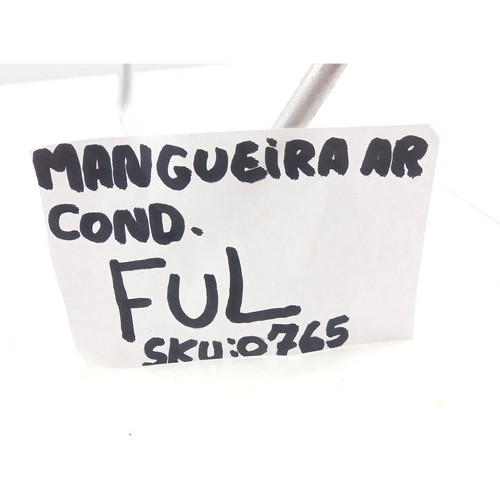 MANGUEiRA AR
COND.
FUL
SKU:0765